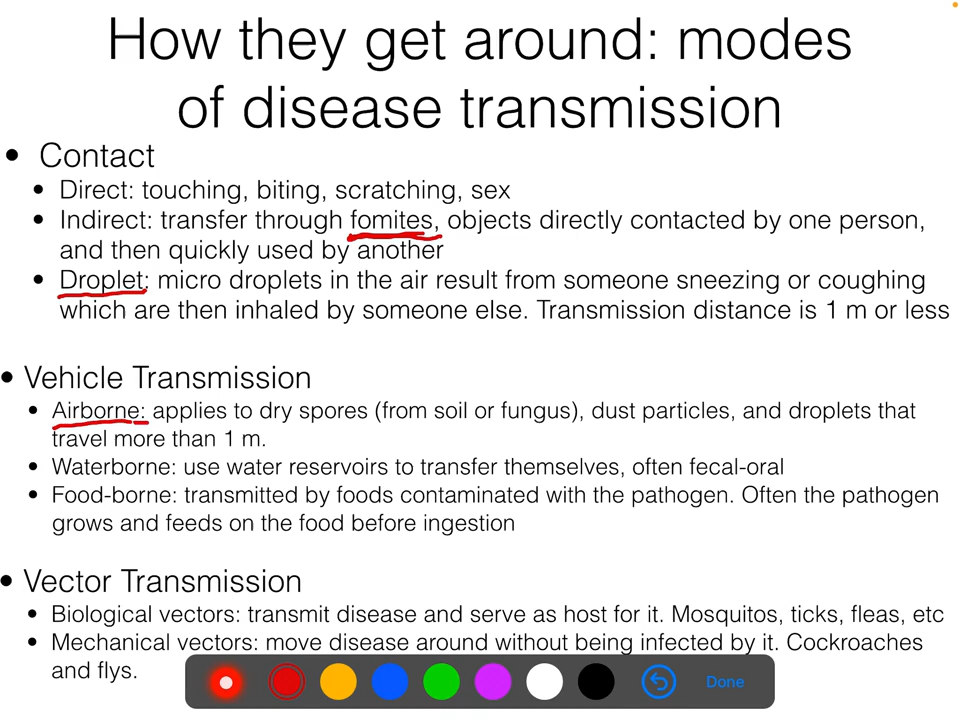 How they get around: modes
of disease transmission
• Contact
• Direct: touching, biting, scratching, sex
• Indirect: transfer through fomites, objects directly contacted by one person,
and then quickly used by another
• Droplet: micro droplets in the air result from someone sneezing or coughing
which are then inhaled by someone else. Transmission distance is 1 m or less
• Vehicle Transmission
• Airborne: applies to dry spores (from soil or fungus), dust particles, and droplets that
travel more than 1 m.
• Waterborne: use water reservoirs to transfer themselves, often fecal-oral
• Food-borne: transmitted by foods contaminated with the pathogen. Often the pathogen
grows and feeds on the food before ingestion
• Vector Transmission
• Biological vectors: transmit disease and serve as host for it. Mosquitos, ticks, fleas, etc
• Mechanical vectors: move disease around without being infected by it. Cockroaches
and flys.
Done